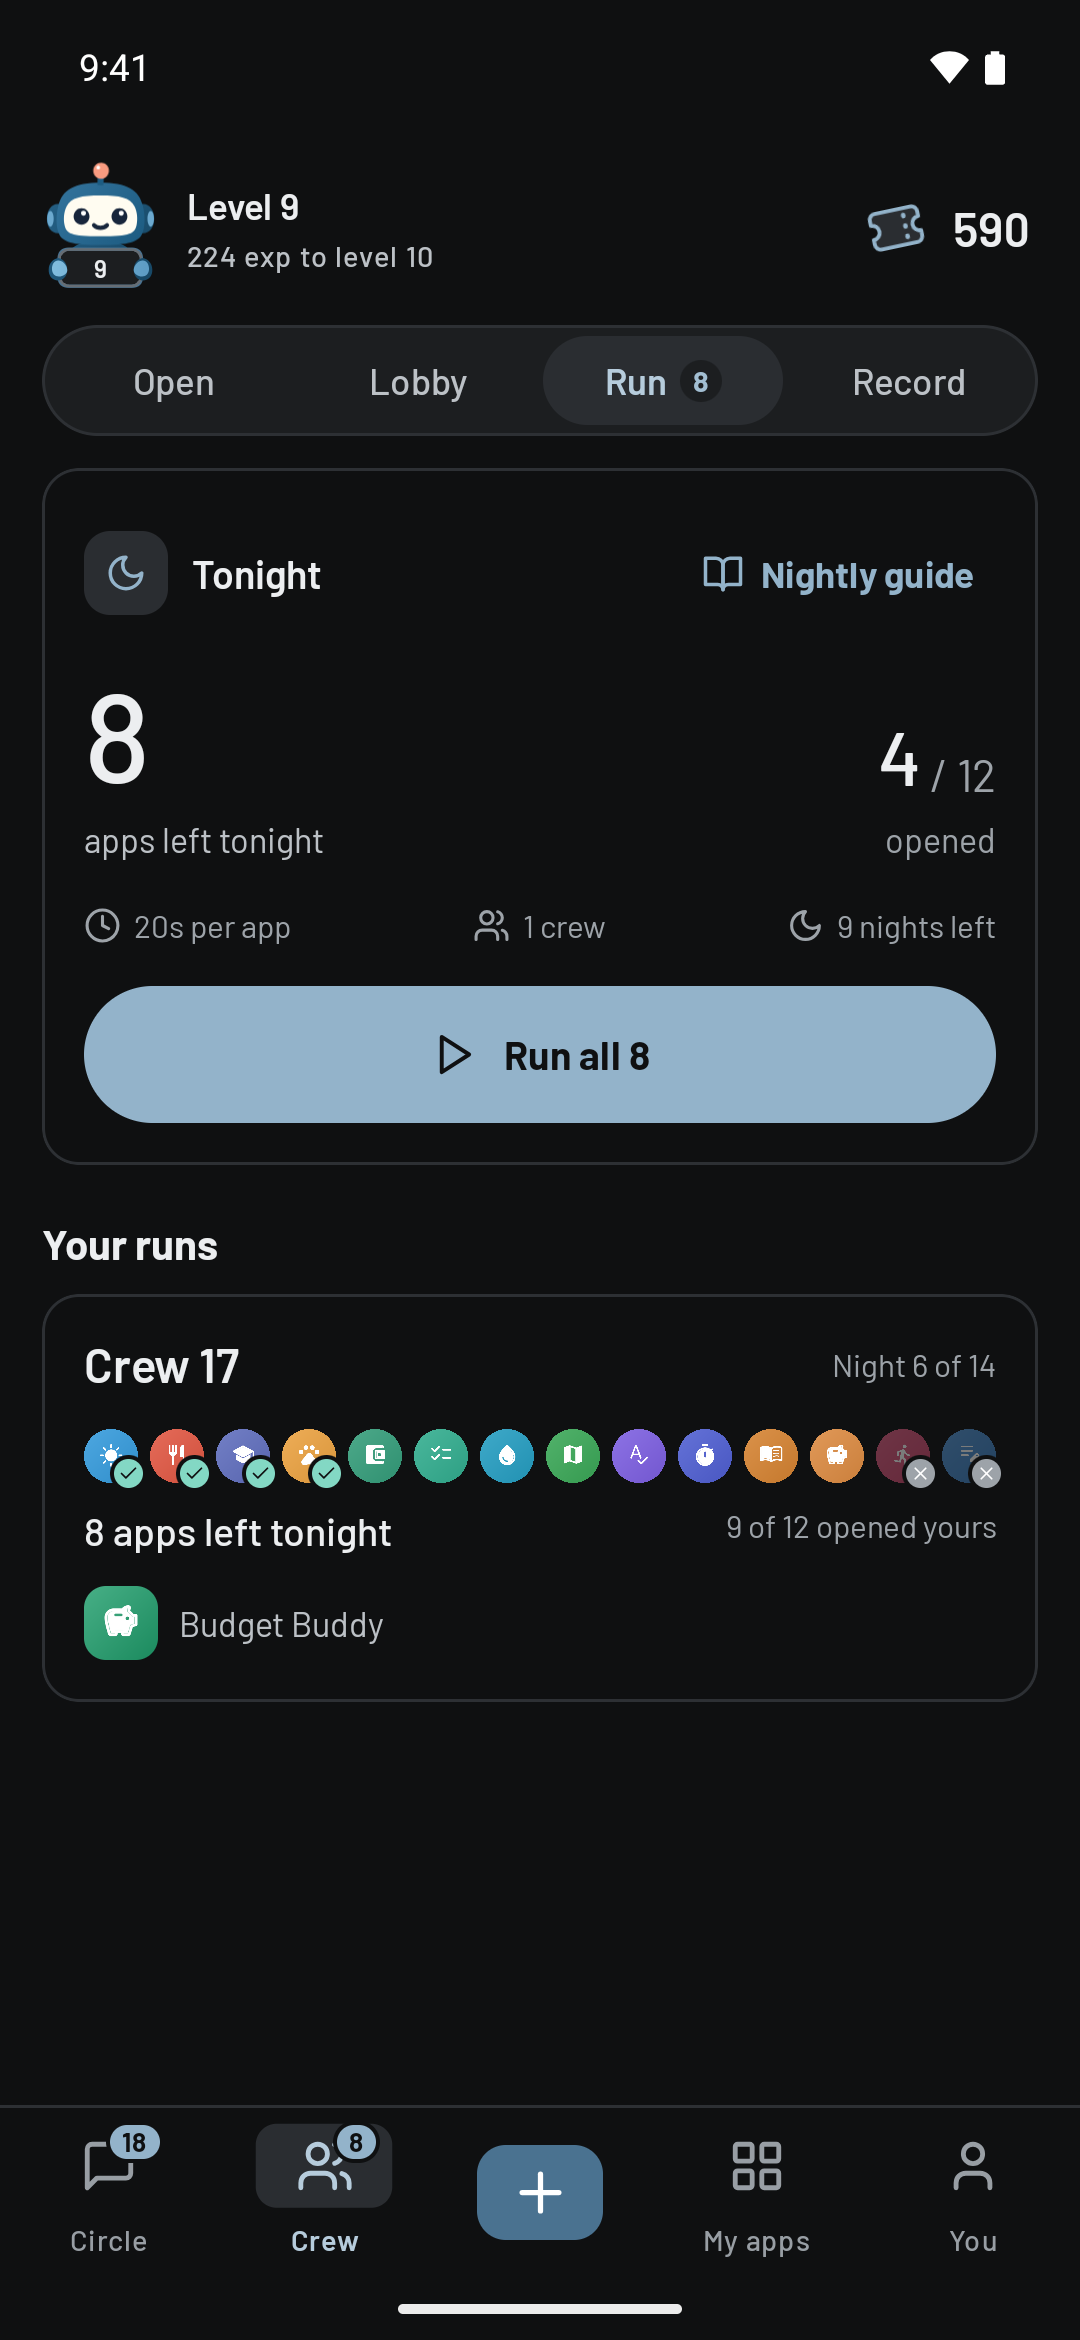 9:41
Level 9
224 exp to level 10
9
590
Open
Lobby
Run 8
Record
Tonight
Nightly guide
8
4 / 12
apps left tonight
opened
20s per app
1 crew
9 nights left
Run all 8
Your runs
Crew 17
Night 6 of 14
8 apps left tonight
9 of 12 opened yours
Budget Buddy
18
8
Circle
Crew
My apps
You